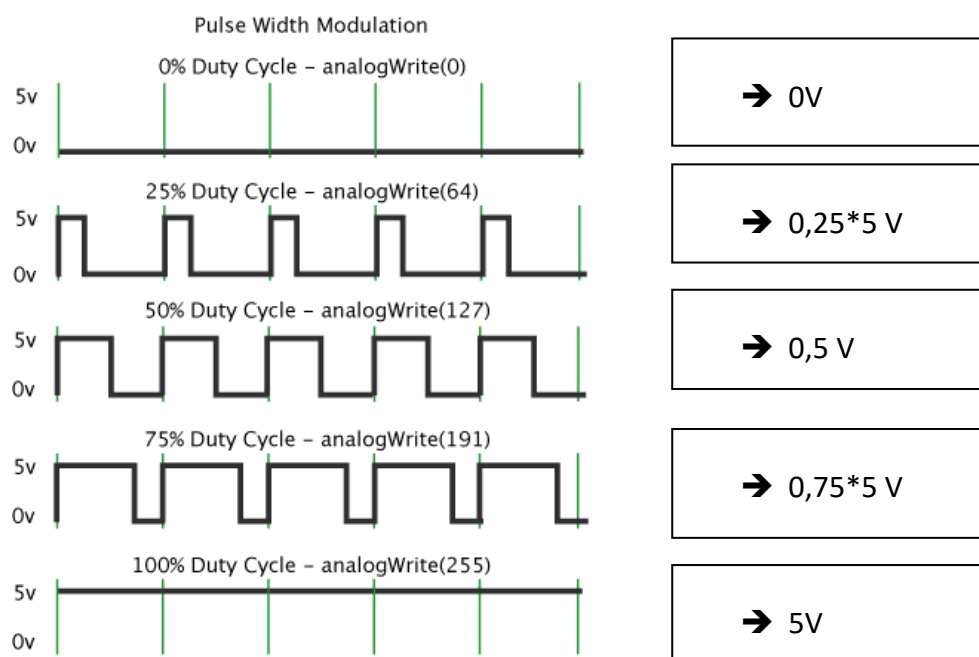 Pulse Width Modulation
0% Duty Cycle – analogWrite(0)
5v
0v
➔ 0V
25% Duty Cycle – analogWrite(64)
5v
0v
➔ 0,25*5 V
50% Duty Cycle – analogWrite(127)
5v
0v
➔ 0,5 V
75% Duty Cycle – analogWrite(191)
5v
0v
➔ 0,75*5 V
100% Duty Cycle – analogWrite(255)
5v
0v
➔ 5V